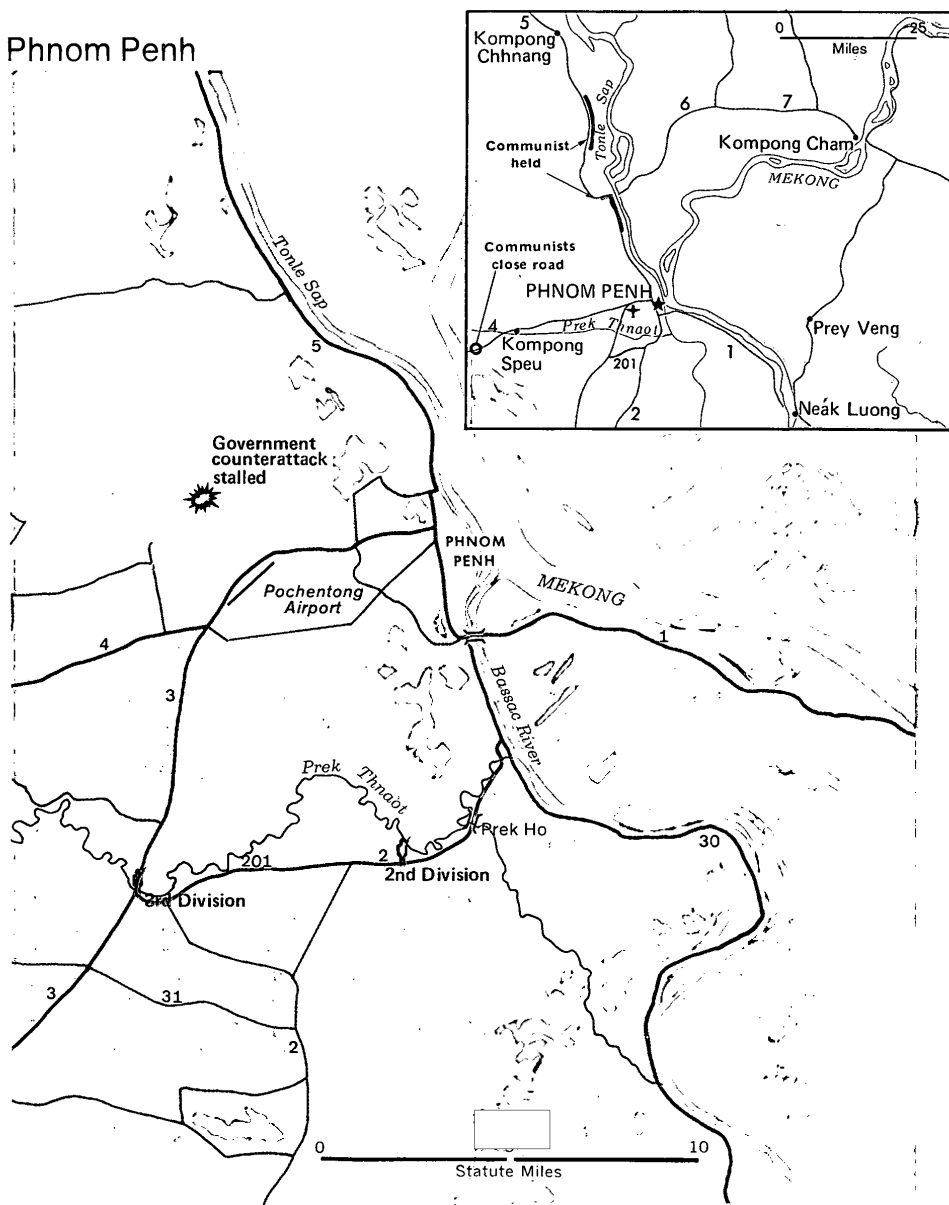 Phnom Penh
5
Kompong
Chhnang
0
25
Miles
Tonle Sap
6
7
Communist
held
Kompong Cham
MEKONG
Communists
close road
PHNOM PENH
4
Prek Thnaot
Kompong
Speu
201
2
1
Prey Veng
Neák Luong
Tonle Sap
5
Government
counterattack
stalled
PHNOM
PENH
Pochentong
Airport
MEKONG
4
3
1
Bassac River
Prek Thnaot
Prek Ho
30
201
2
2nd Division
3rd Division
3
31
2
0
10
Statute Miles